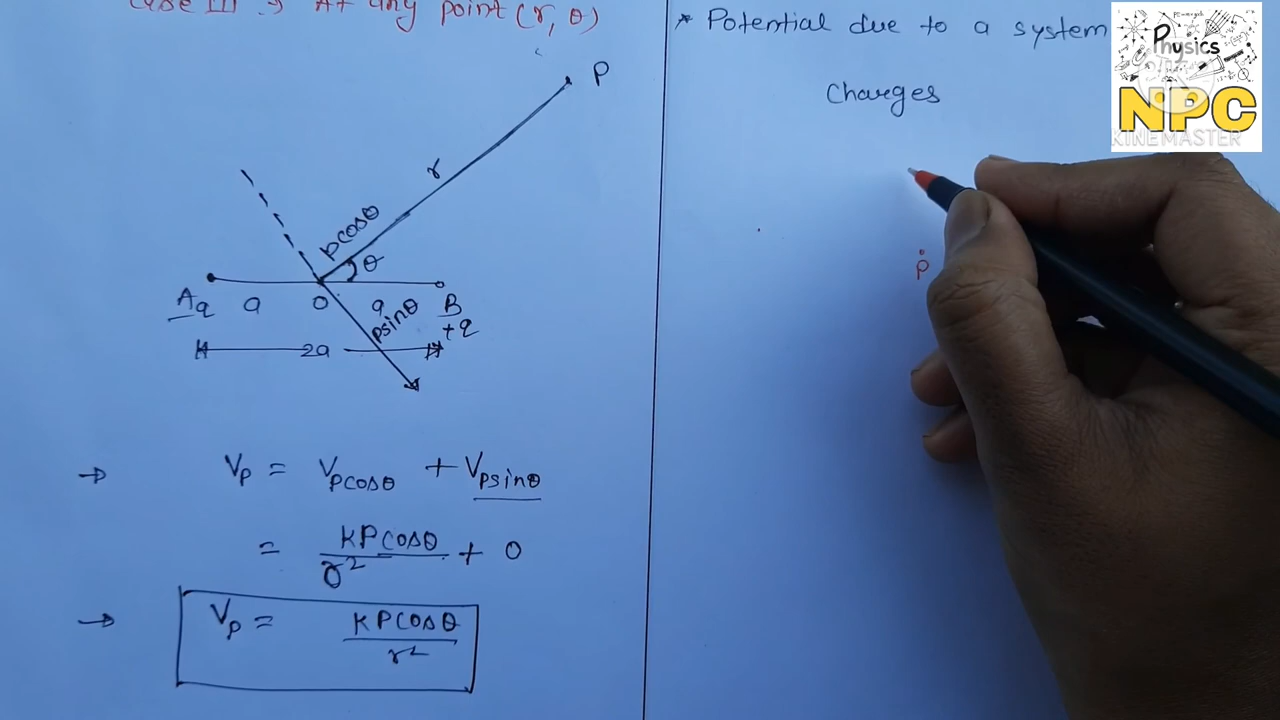 Case III :→ At any point (r, θ)
P
r
pcosθ
θ
A q a O a B
psinθ
+q
2a
→ Vp = Vpcosθ + Vpsinθ
= KPcosθ / r² + 0
→ Vp = KPcosθ / r²
* Potential due to a system
charges
p
Physics
NPC
KINEMASTER